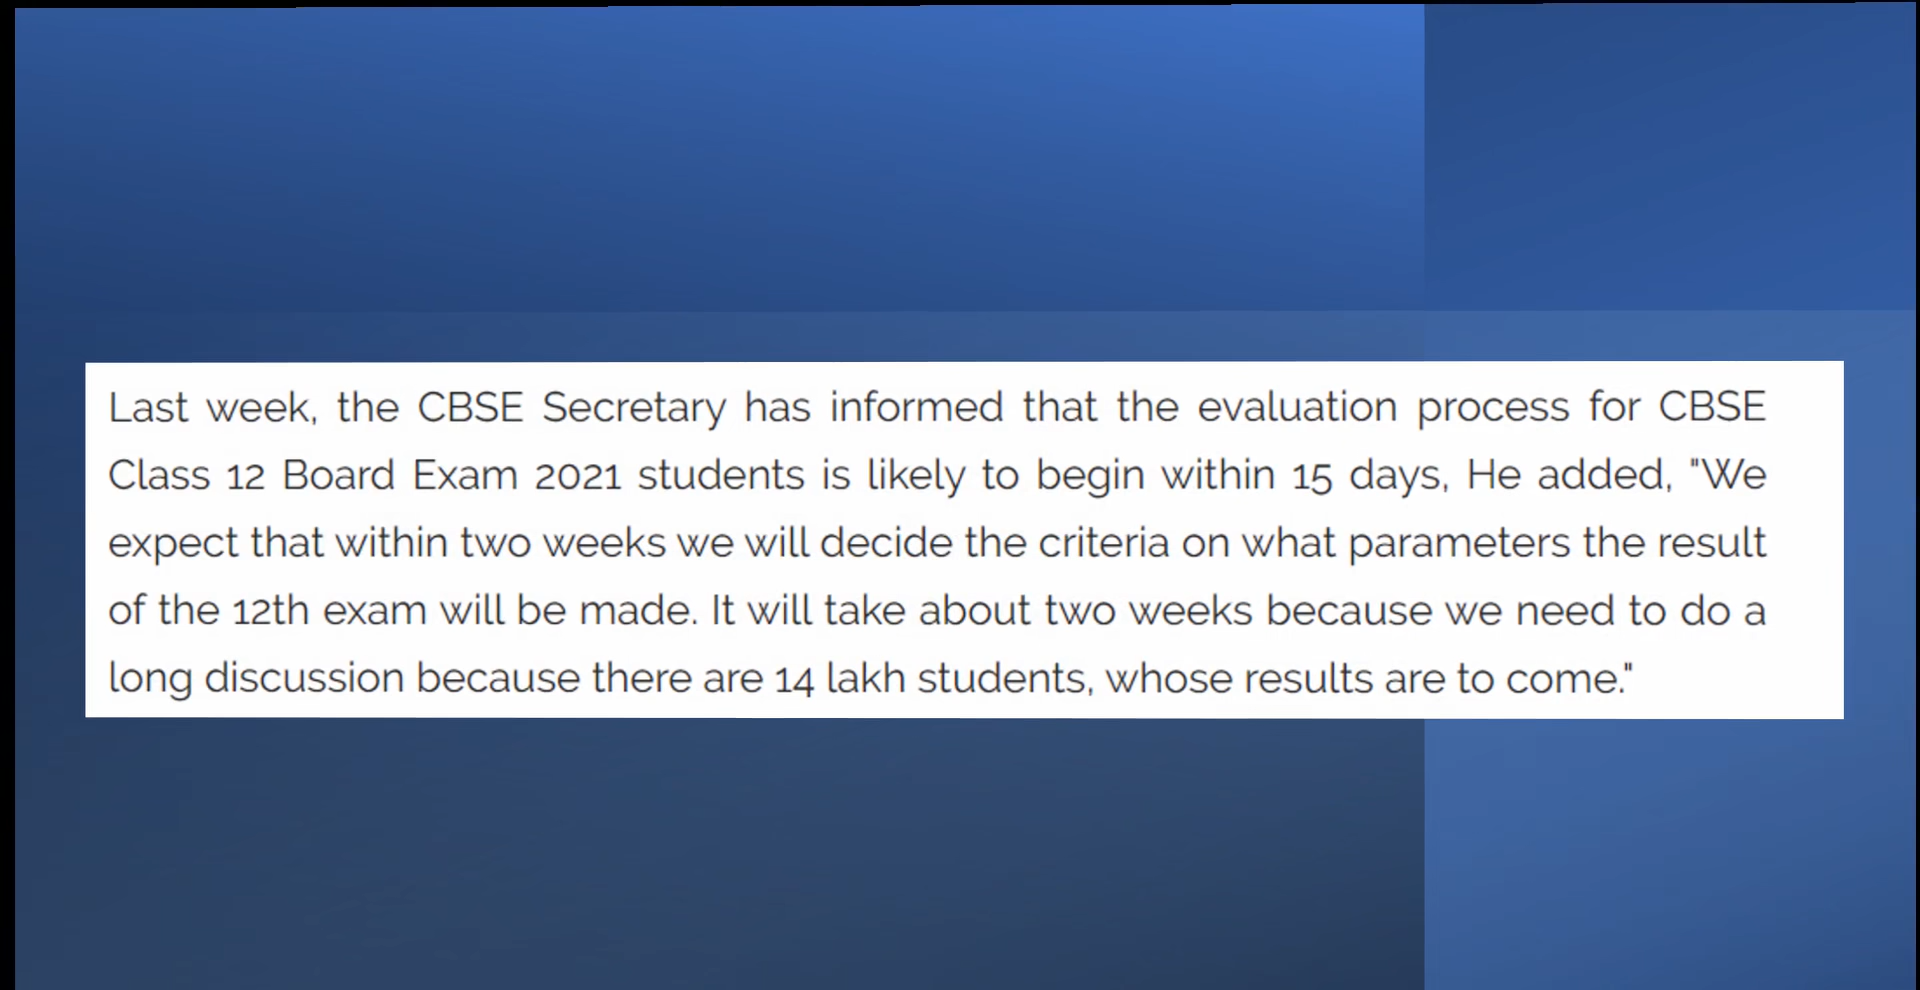 Last week, the CBSE Secretary has informed that the evaluation process for CBSE
Class 12 Board Exam 2021 students is likely to begin within 15 days, He added, "We
expect that within two weeks we will decide the criteria on what parameters the result
of the 12th exam will be made. It will take about two weeks because we need to do a
long discussion because there are 14 lakh students, whose results are to come."